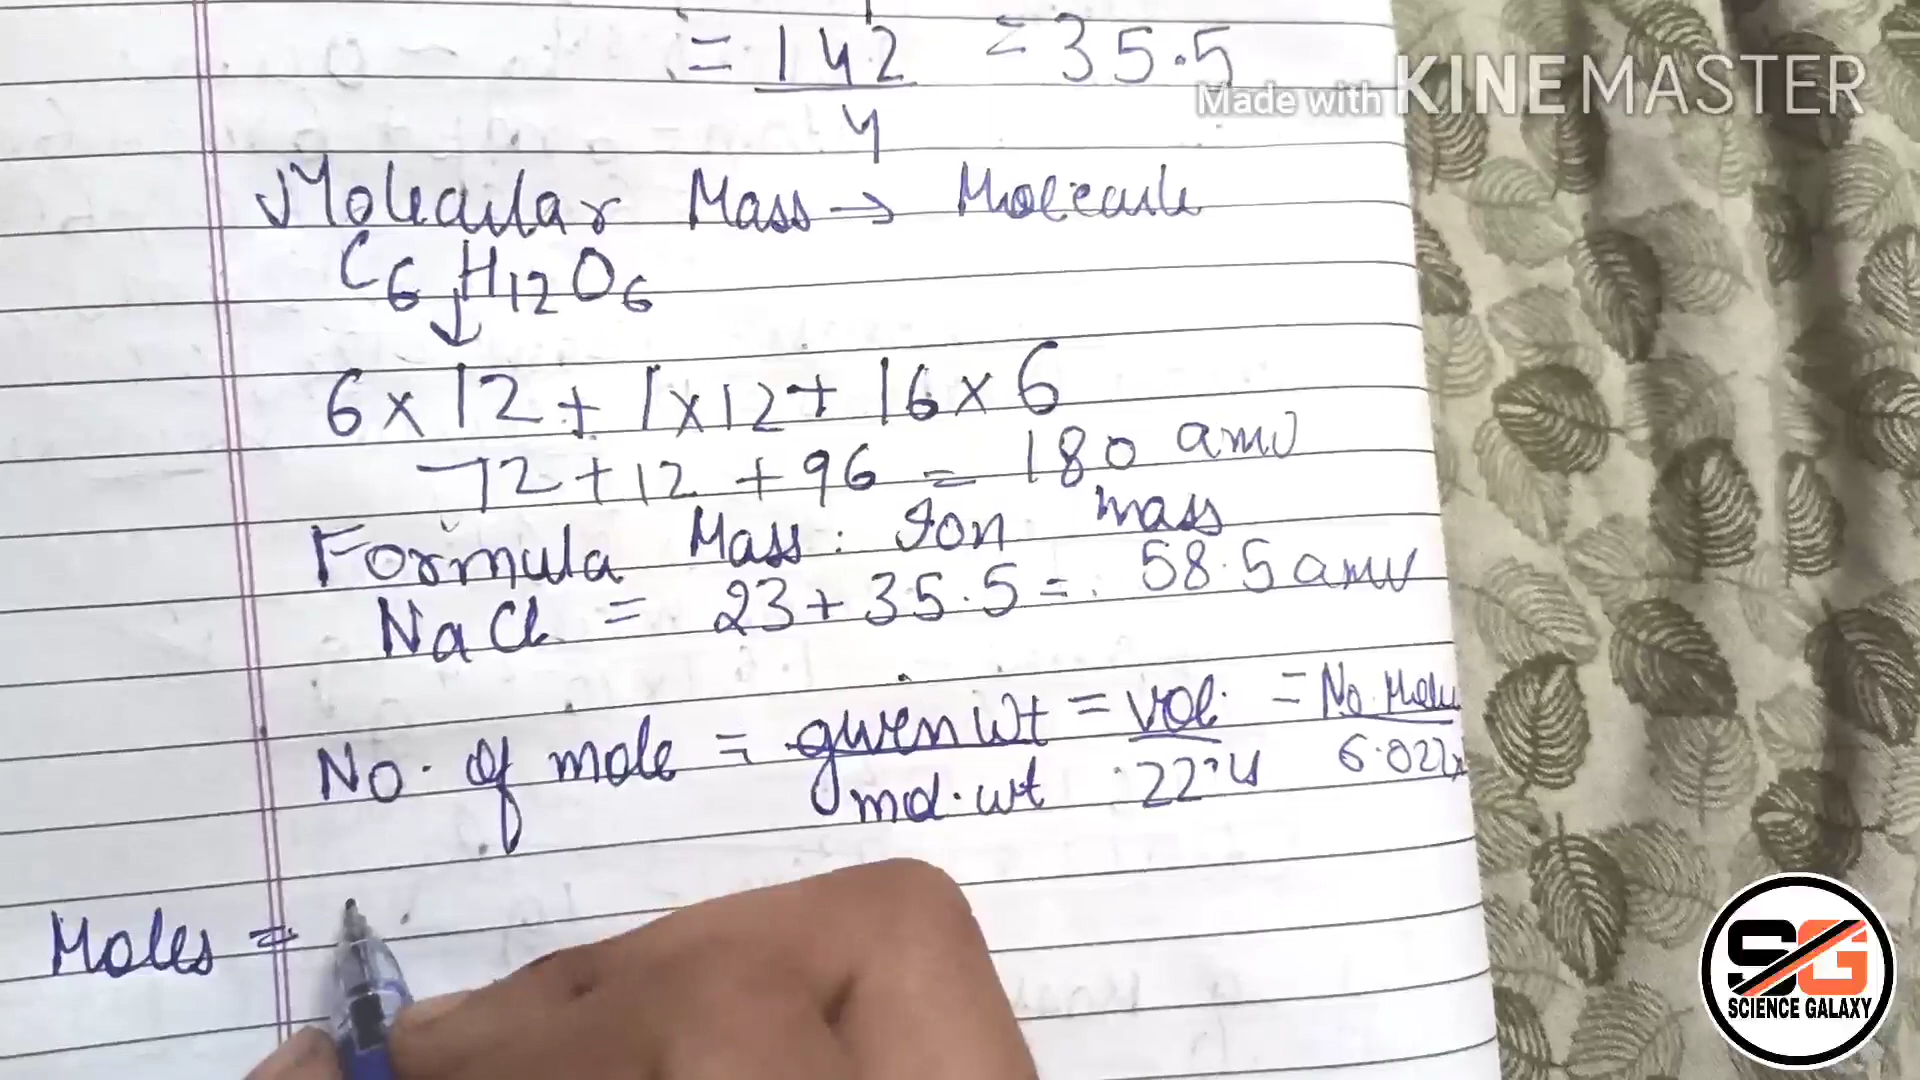 = 142 = 35.5
4
Made with KINEMASTER
Molecular Mass → Molecule
C6H12O6
↓
6 x 12 + 1 x 12 + 16 x 6
72 + 12 + 96 = 180 amu
Formula Mass: Ion mass
NaCl = 23 + 35.5 = 58.5 amu
No. of mole = given wt = vol. = No. Molu
mol. wt 22.4 6.022x
Moles =
SG
SCIENCE GALAXY